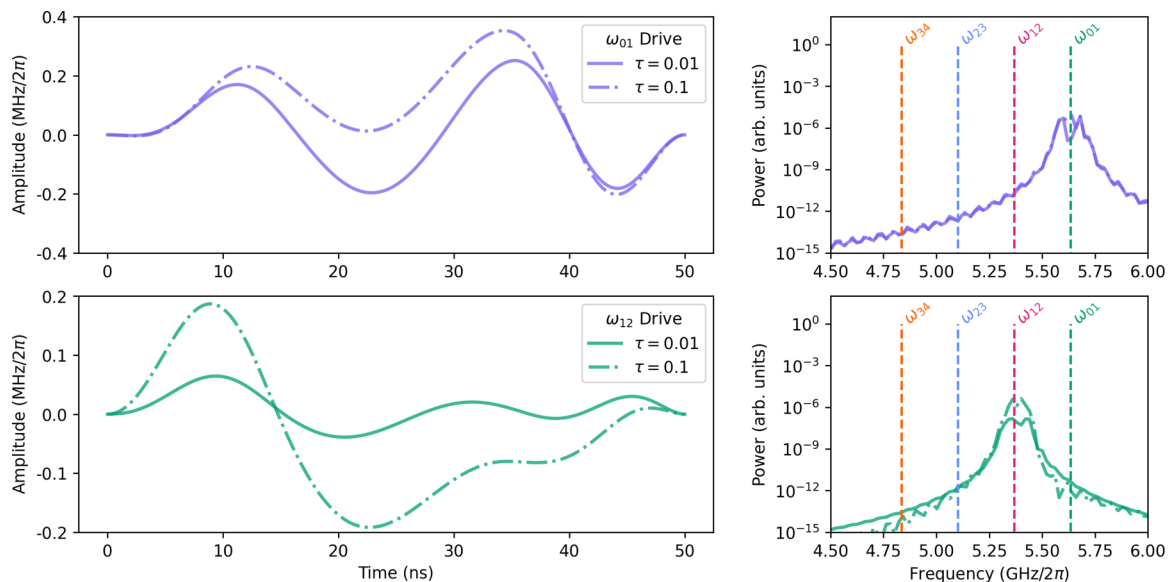 0.4
0.2
0.0
-0.2
-0.4
Amplitude (MHz/2π)
0
10
20
30
40
50
ω01 Drive
τ = 0.01
τ = 0.1
10^0
10^-3
10^-6
10^-9
10^-12
10^-15
Power (arb. units)
ω34
ω23
ω12
ω01
4.50
4.75
5.00
5.25
5.50
5.75
6.00
0.2
0.1
0.0
-0.1
-0.2
Amplitude (MHz/2π)
0
10
20
30
40
50
Time (ns)
ω12 Drive
τ = 0.01
τ = 0.1
10^0
10^-3
10^-6
10^-9
10^-12
10^-15
Power (arb. units)
ω34
ω23
ω12
ω01
4.50
4.75
5.00
5.25
5.50
5.75
6.00
Frequency (GHz/2π)